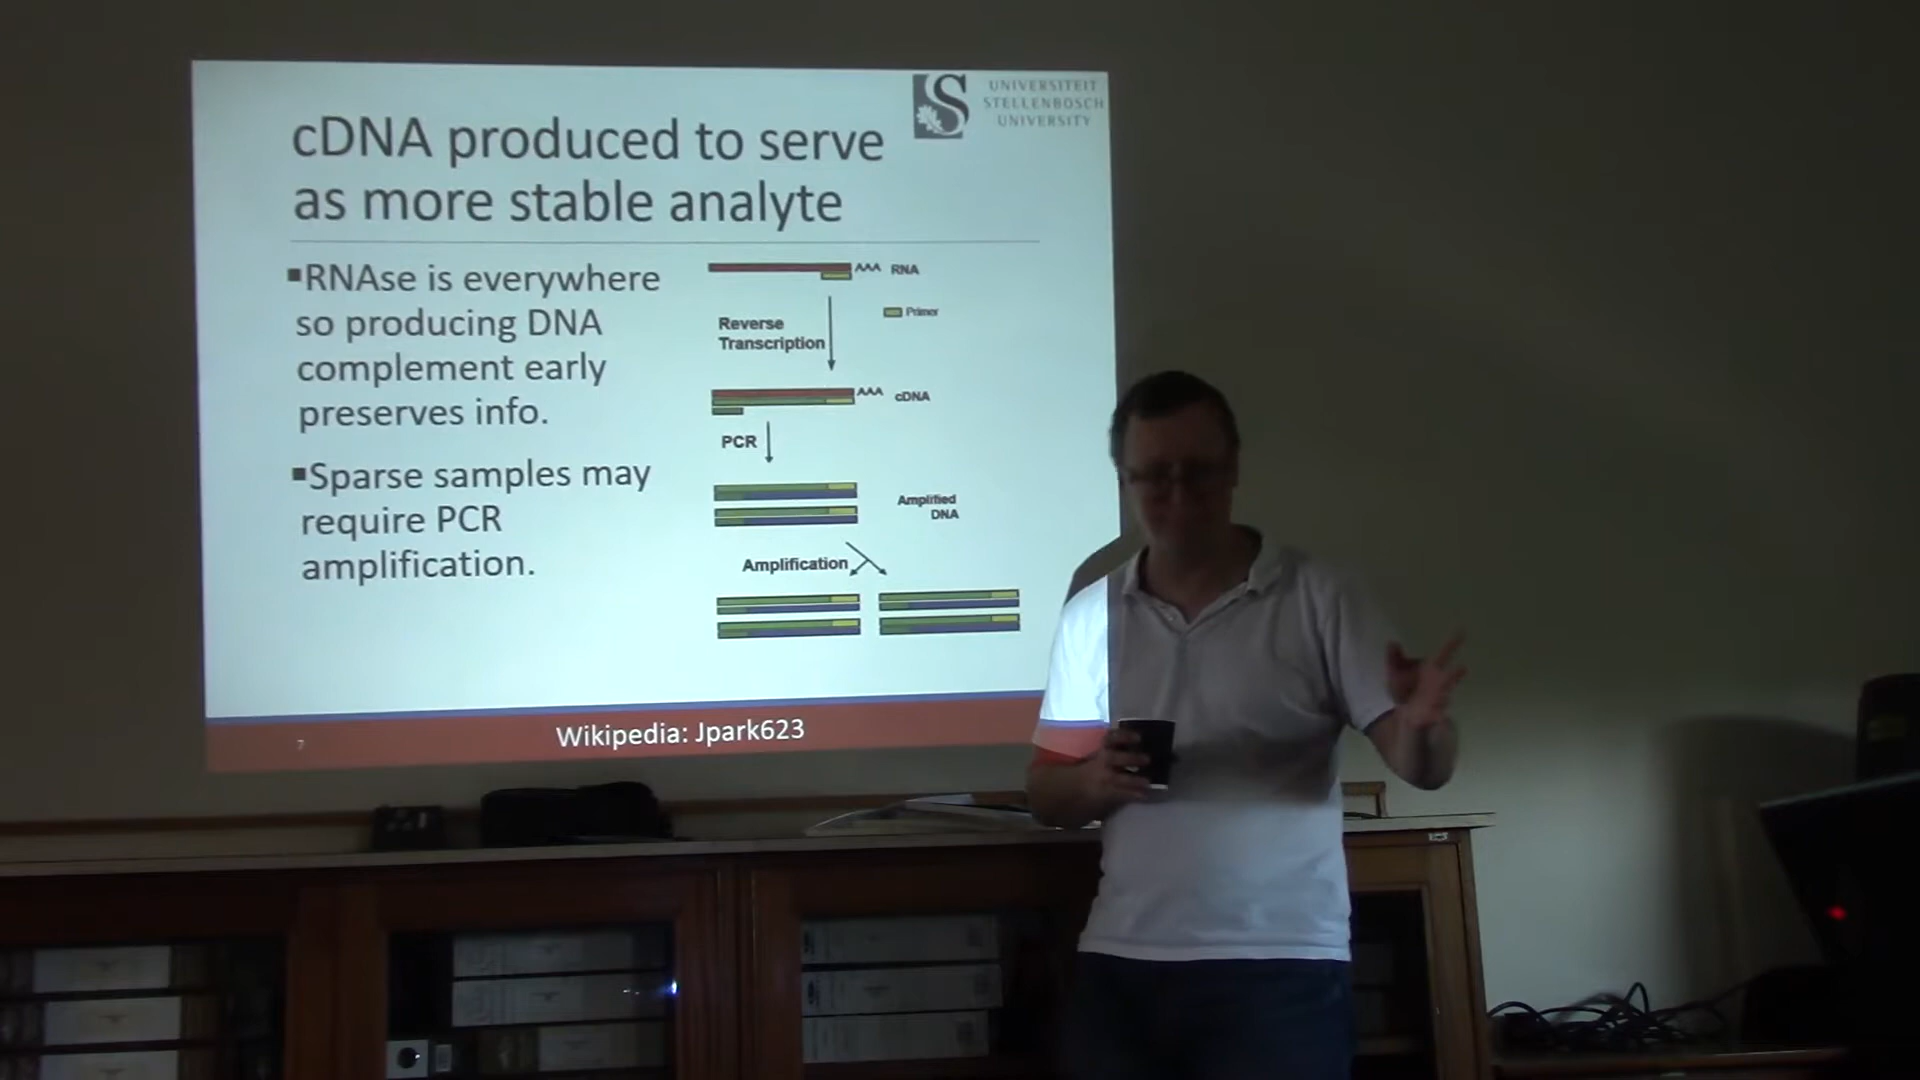 UNIVERSITEIT
STELLENBOSCH
UNIVERSITY
cDNA produced to serve
as more stable analyte
▪RNAse is everywhere
so producing DNA
complement early
preserves info.
▪Sparse samples may
require PCR
amplification.
AAA RNA
Primer
Reverse
Transcription
AAA cDNA
PCR
Amplified
DNA
Amplification
7
Wikipedia: Jpark623